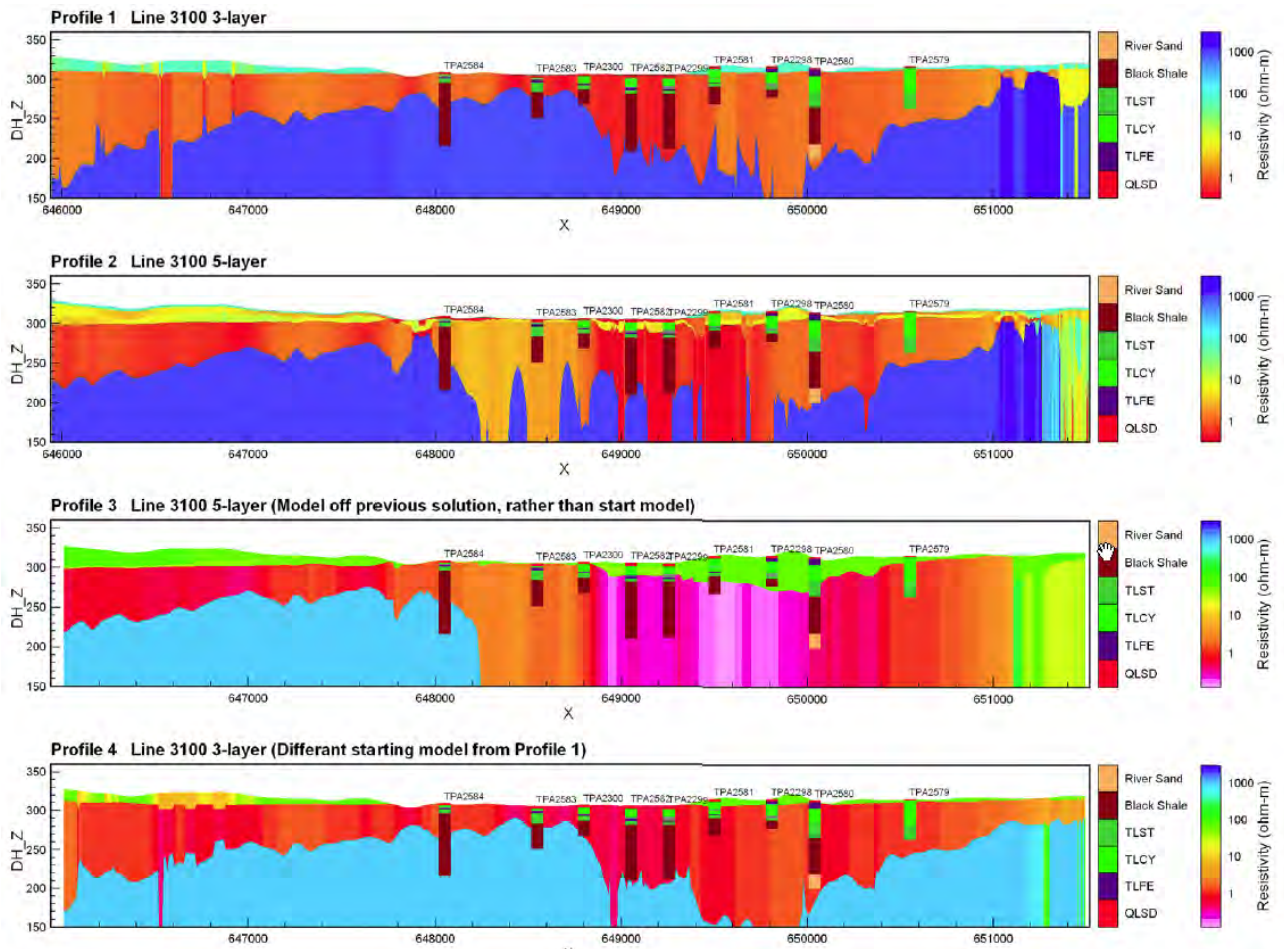 Profile 1 Line 3100 3-layer
350
300
250
200
150
DH_Z
TPA2584
TPA2583
TPA2300
TPA2582
TPA2299
TPA2581
TPA2298
TPA2580
TPA2579
646000
647000
648000
649000
650000
651000
X
River Sand
Black Shale
TLST
TLCY
TLFE
QLSD
1000
100
10
1
Resistivity (ohm-m)
Profile 2 Line 3100 5-layer
350
300
250
200
150
DH_Z
TPA2584
TPA2583
TPA2300
TPA2582
TPA2299
TPA2581
TPA2298
TPA2580
TPA2579
646000
647000
648000
649000
650000
651000
X
River Sand
Black Shale
TLST
TLCY
TLFE
QLSD
1000
100
10
1
Resistivity (ohm-m)
Profile 3 Line 3100 5-layer (Model off previous solution, rather than start model)
350
300
250
200
150
DH_Z
TPA2584
TPA2583
TPA2300
TPA2582
TPA2299
TPA2581
TPA2298
TPA2580
TPA2579
647000
648000
649000
650000
651000
X
River Sand
Black Shale
TLST
TLCY
TLFE
QLSD
1000
100
10
1
Resistivity (ohm-m)
Profile 4 Line 3100 3-layer (Differant starting model from Profile 1)
350
300
250
200
150
DH_Z
TPA2584
TPA2583
TPA2300
TPA2582
TPA2299
TPA2581
TPA2298
TPA2580
TPA2579
647000
648000
649000
650000
651000
River Sand
Black Shale
TLST
TLCY
TLFE
QLSD
1000
100
10
1
Resistivity (ohm-m)